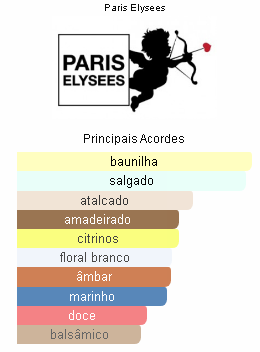 Paris Elysees
PARIS
ELYSEES
Principais Acordes
baunilha
salgado
atalcado
amadeirado
citrinos
floral branco
âmbar
marinho
doce
balsâmico